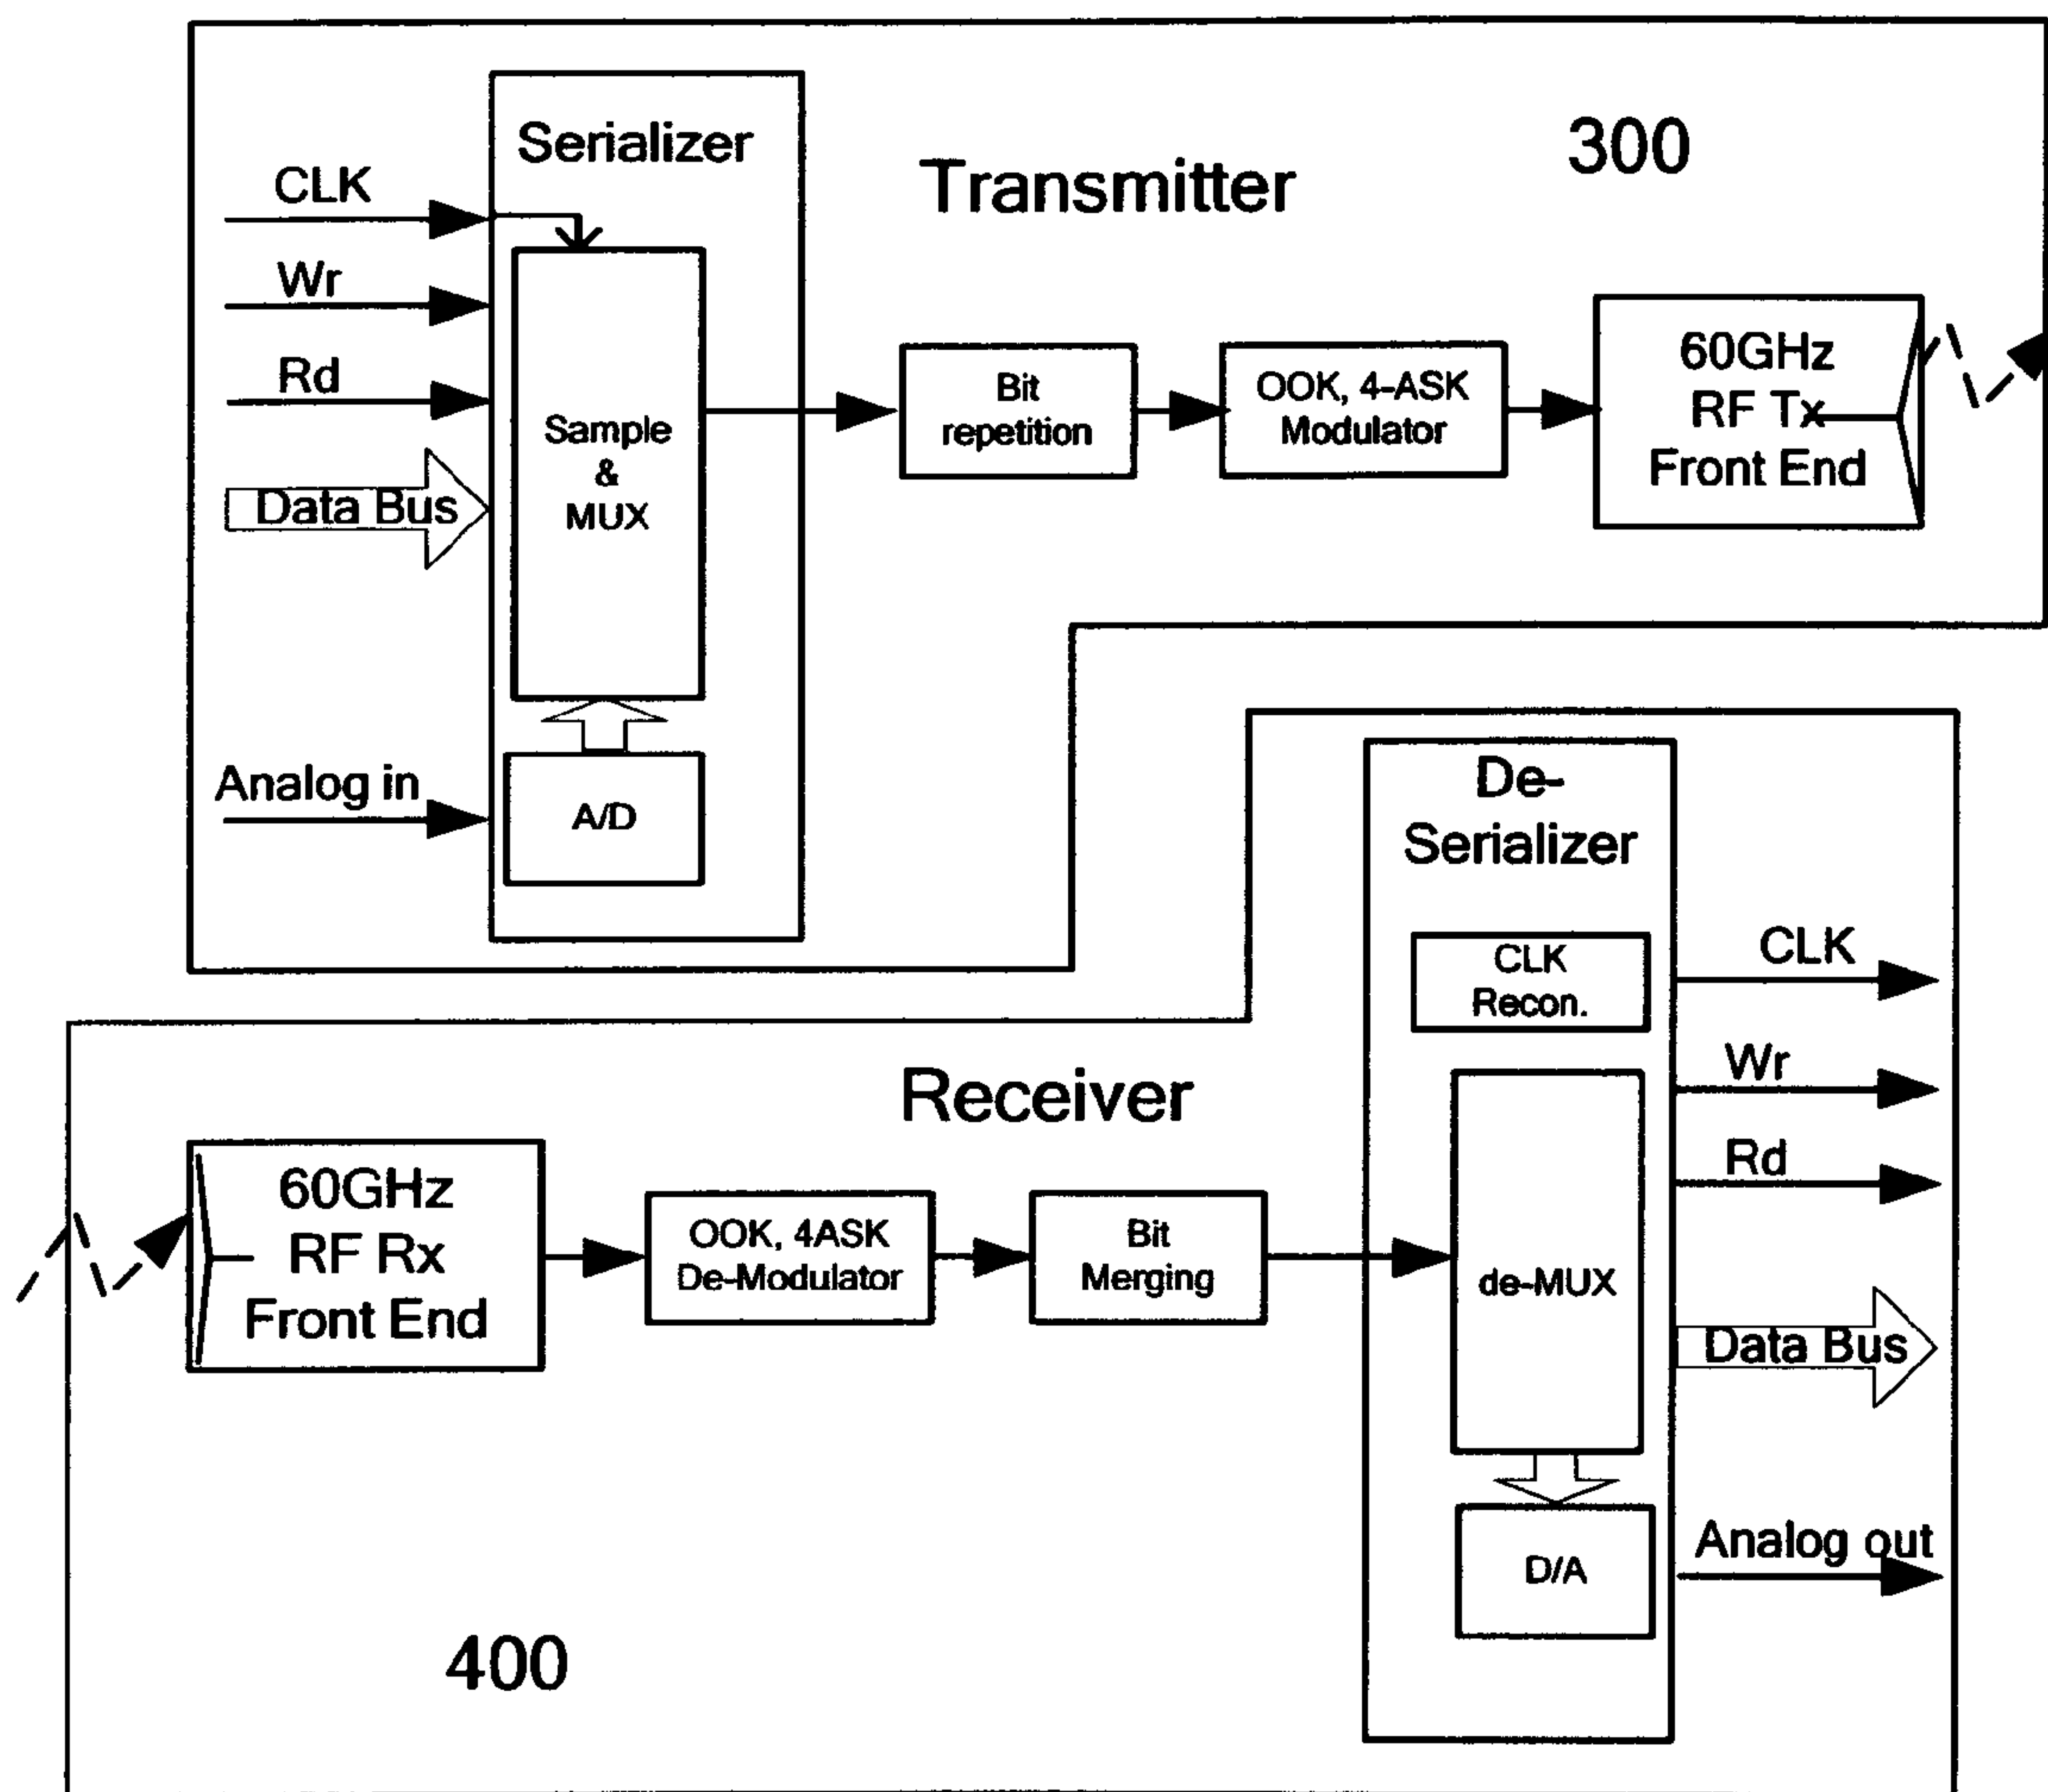 Serializer
Transmitter
300
CLK
Wr
Rd
Data Bus
Analog in
Sample
&
MUX
A/D
Bit
repetition
OOK, 4-ASK
Modulator
60GHz
RF Tx
Front End
De-
Serializer
CLK
Recon.
Receiver
60GHz
RF Rx
Front End
OOK, 4ASK
De-Modulator
Bit
Merging
de-MUX
D/A
CLK
Wr
Rd
Data Bus
Analog out
400